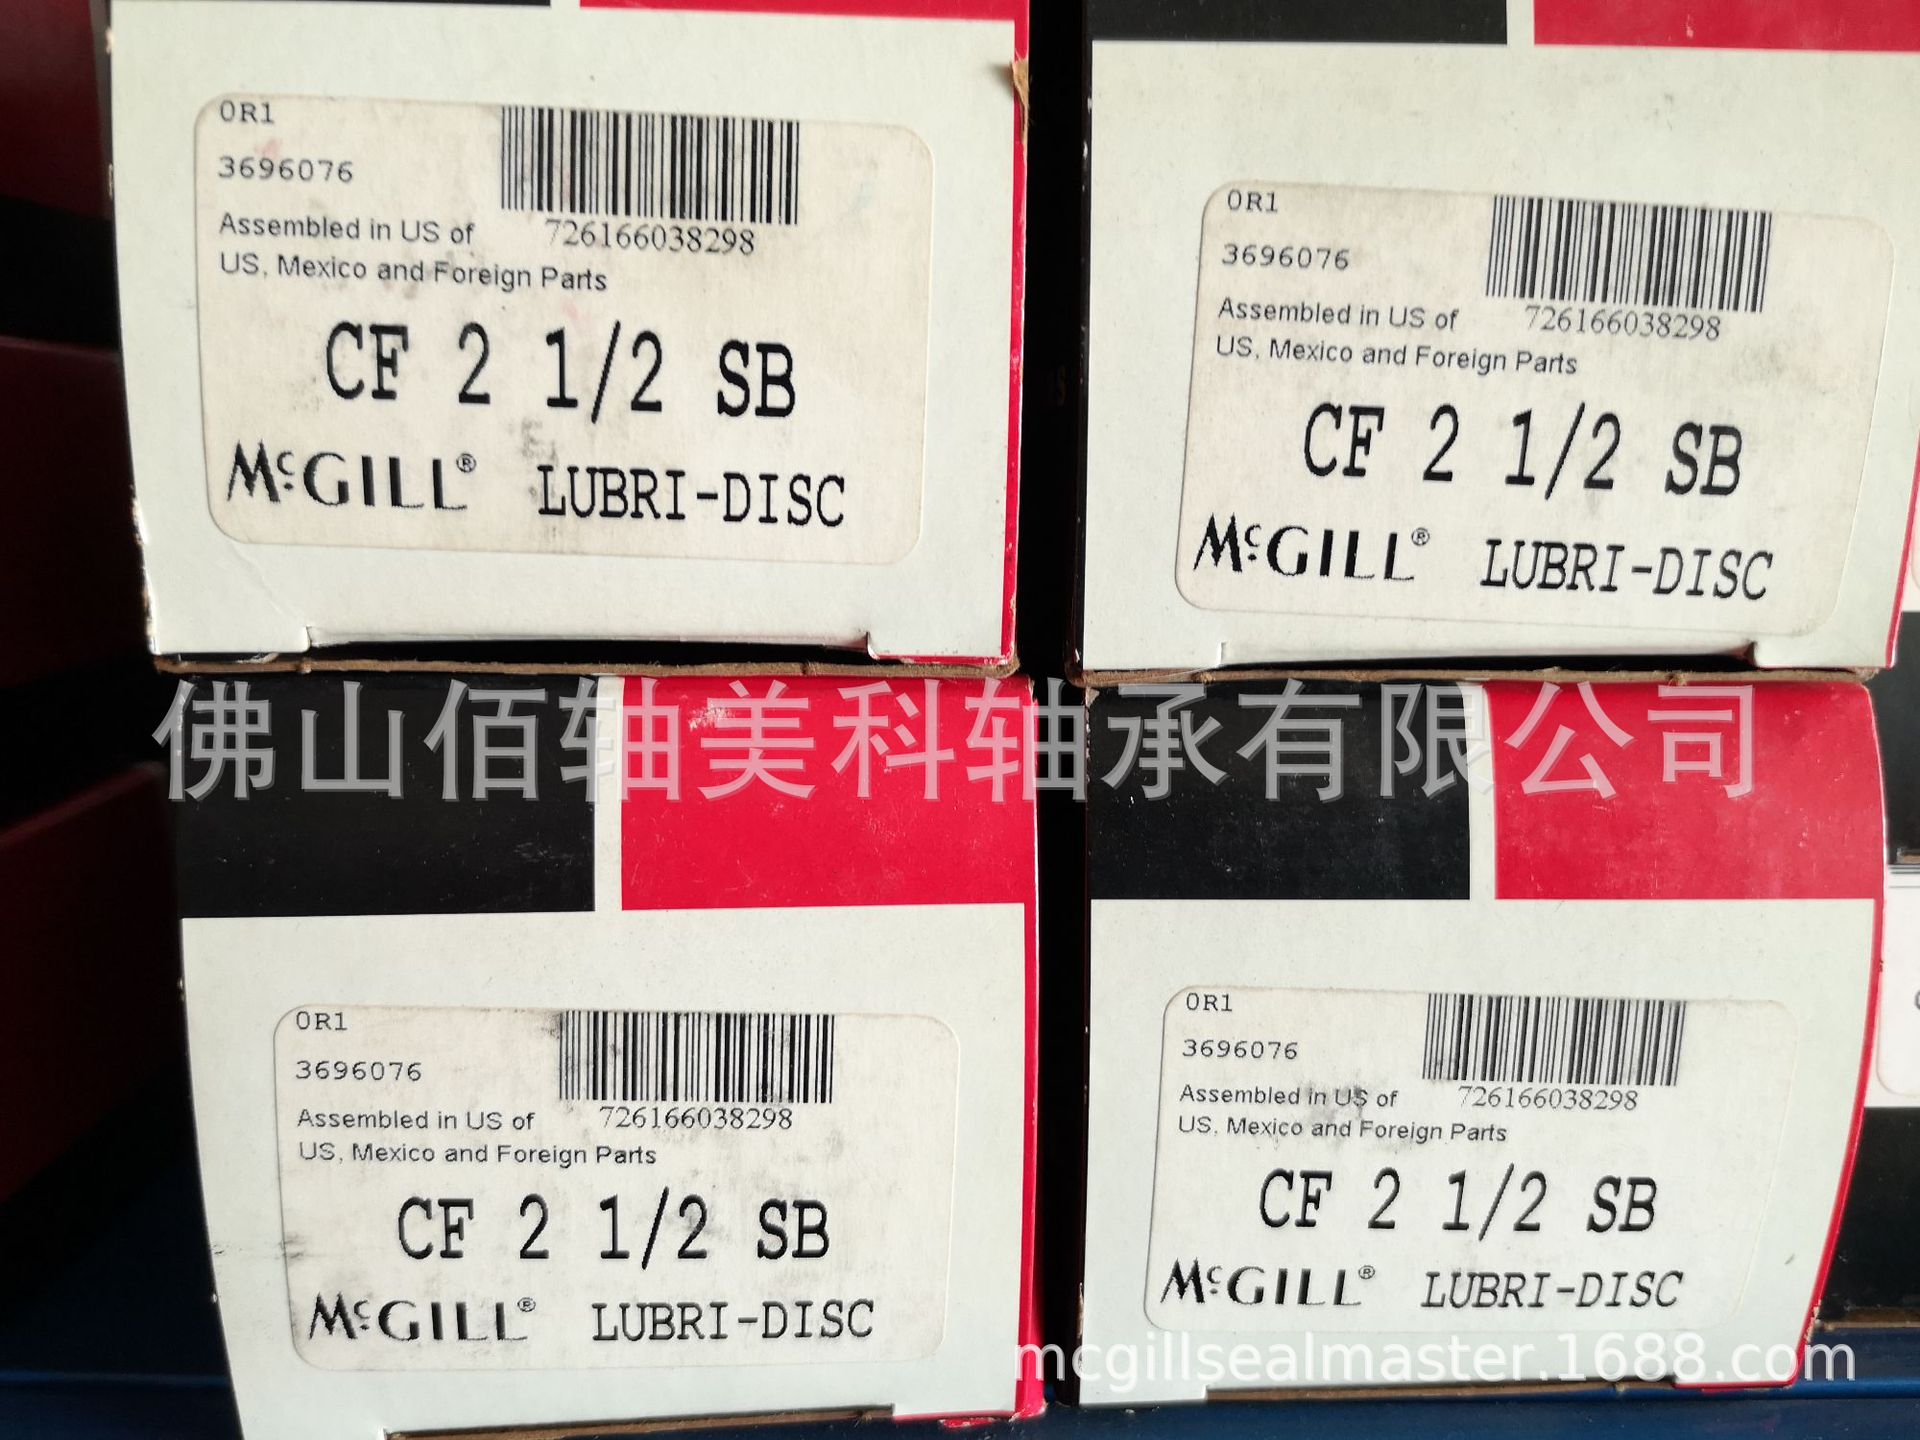 0R1
3696076
726166038298
Assembled in US of
US, Mexico and Foreign Parts
CF 2 1/2 SB
McGILL® LUBRI-DISC
0R1
3696076
726166038298
Assembled in US of
US, Mexico and Foreign Parts
CF 2 1/2 SB
McGILL® LUBRI-DISC
佛山佰轴美科轴承有限公司
0R1
3696076
726166038298
Assembled in US of
US, Mexico and Foreign Parts
CF 2 1/2 SB
McGILL® LUBRI-DISC
0R1
3696076
726166038298
Assembled in US of
US, Mexico and Foreign Parts
CF 2 1/2 SB
McGILL® LUBRI-DISC
mcgillsealmaster.1688.com